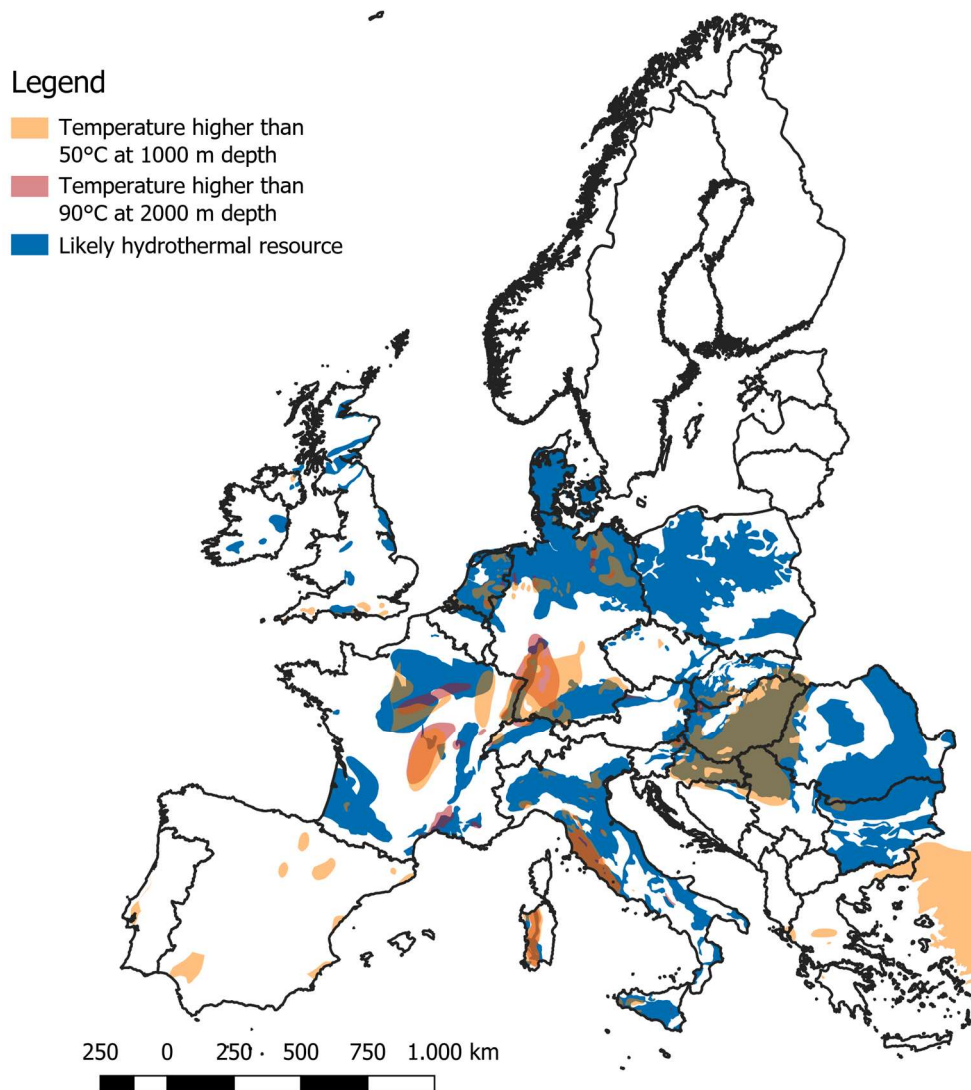 Legend
Temperature higher than
50°C at 1000 m depth
Temperature higher than
90°C at 2000 m depth
Likely hydrothermal resource
250 0 250 500 750 1.000 km